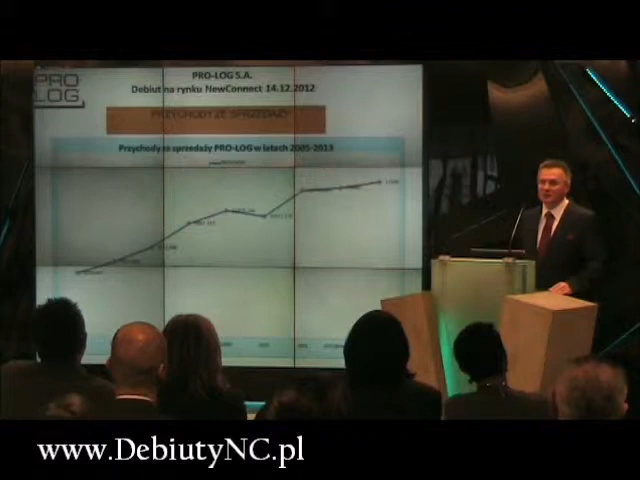 PRO
LOG
PRO-LOG S.A.
Debiut na rynku NewConnect 14.12.2012
PRZYCHODY ZE SPRZEDAŻY
Przychody ze sprzedaży PRO-LOG w latach 2005-2013
www.DebiutyNC.pl